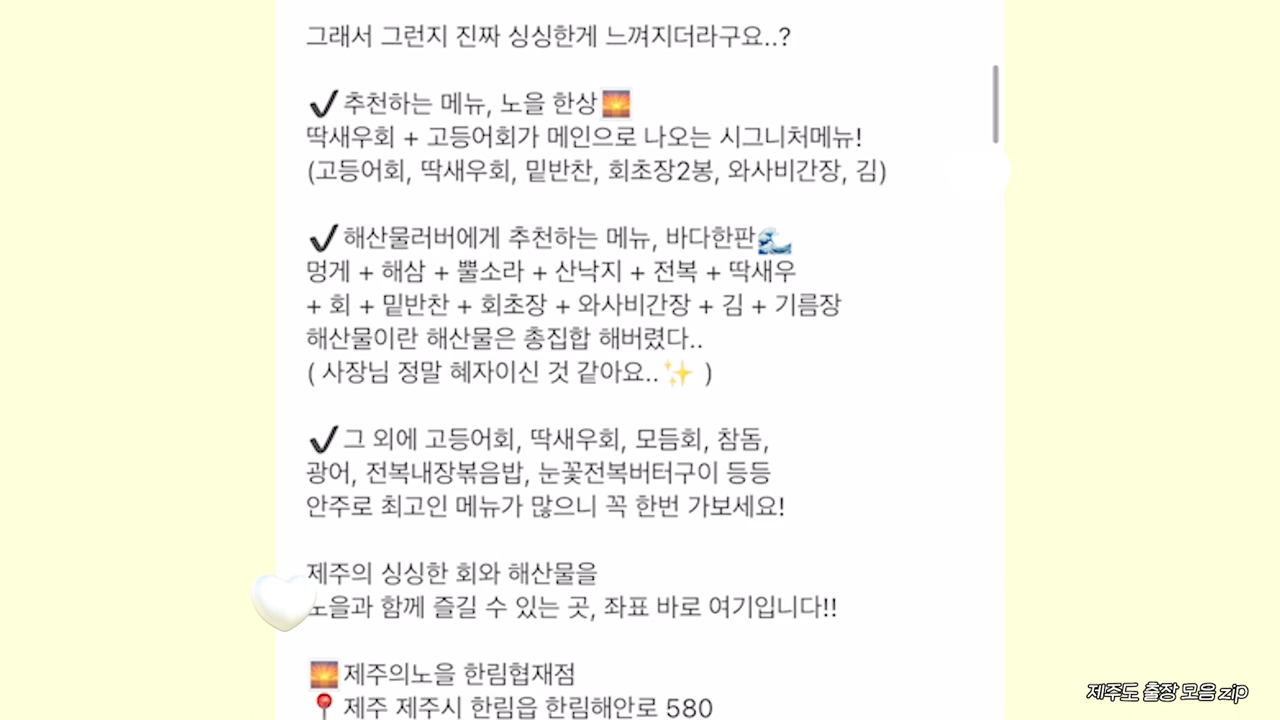 그래서 그런지 진짜 싱싱한게 느껴지더라구요..?
✔추천하는 메뉴, 노을 한상🌅
딱새우회 + 고등어회가 메인으로 나오는 시그니처메뉴!
(고등어회, 딱새우회, 밑반찬, 회초장2봉, 와사비간장, 김)
✔해산물러버에게 추천하는 메뉴, 바다한판🌊
멍게 + 해삼 + 뿔소라 + 산낙지 + 전복 + 딱새우
+ 회 + 밑반찬 + 회초장 + 와사비간장 + 김 + 기름장
해산물이란 해산물은 총집합 해버렸다..
( 사장님 정말 혜자이신 것 같아요..✨ )
✔그 외에 고등어회, 딱새우회, 모듬회, 참돔,
광어, 전복내장볶음밥, 눈꽃전복버터구이 등등
안주로 최고인 메뉴가 많으니 꼭 한번 가보세요!
제주의 싱싱한 회와 해산물을
노을과 함께 즐길 수 있는 곳, 좌표 바로 여기입니다!!
🌅제주의노을 한림협재점
📍제주 제주시 한림읍 한림해안로 580
제주도 출장 모음 zip